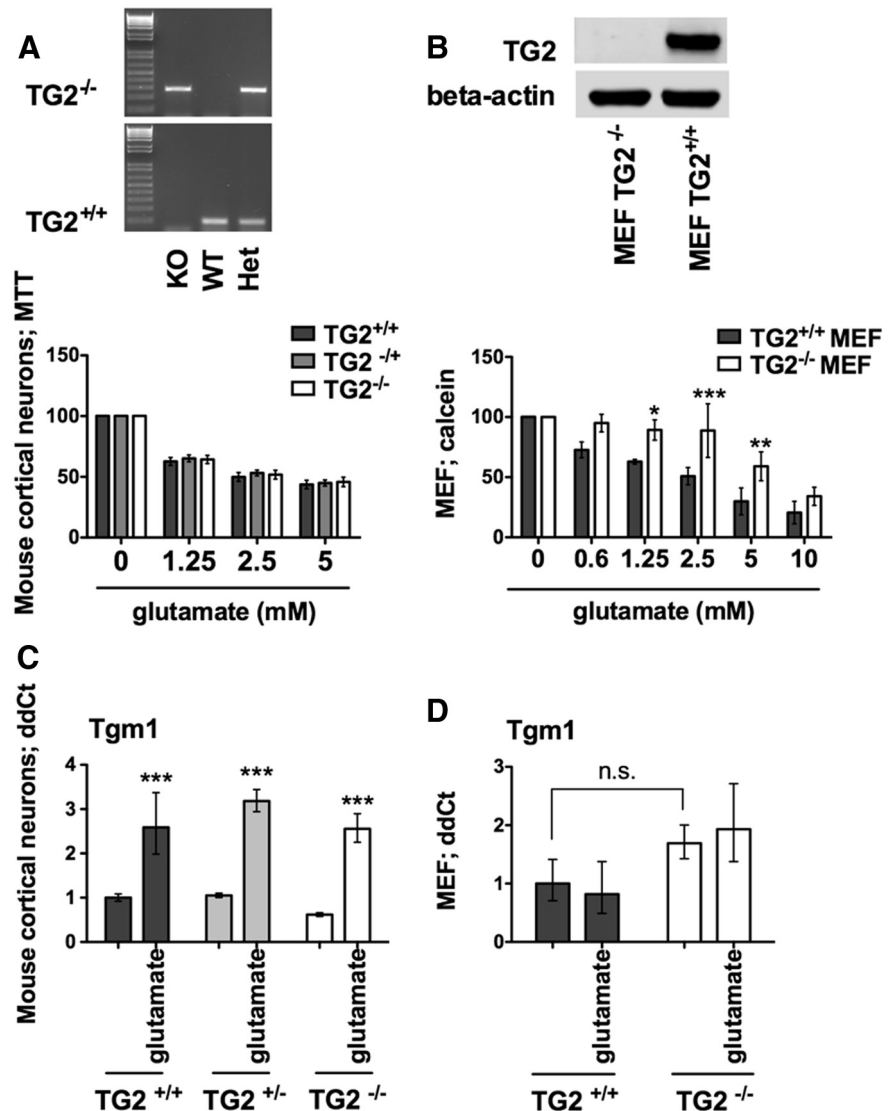 A
TG2-/-
TG2+/+
KO
WT
Het
B
TG2
beta-actin
MEF TG2-/-
MEF TG2+/+
Mouse cortical neurons; MTT
TG2+/+
TG2-/+
TG2-/-
150
100
50
0
0 1.25 2.5 5
glutamate (mM)
MEF; calcein
TG2+/+ MEF
TG2-/- MEF
150
100
50
0
* *** **
0 0.6 1.25 2.5 5 10
glutamate (mM)
C
Mouse cortical neurons; ddCt
Tgm1
4
3
2
1
0
*** *** ***
glutamate
glutamate
glutamate
TG2 +/+
TG2 +/-
TG2 -/-
D
Tgm1
MEF; ddCt
3
2
1
0
n.s.
glutamate
glutamate
TG2 +/+
TG2 -/-